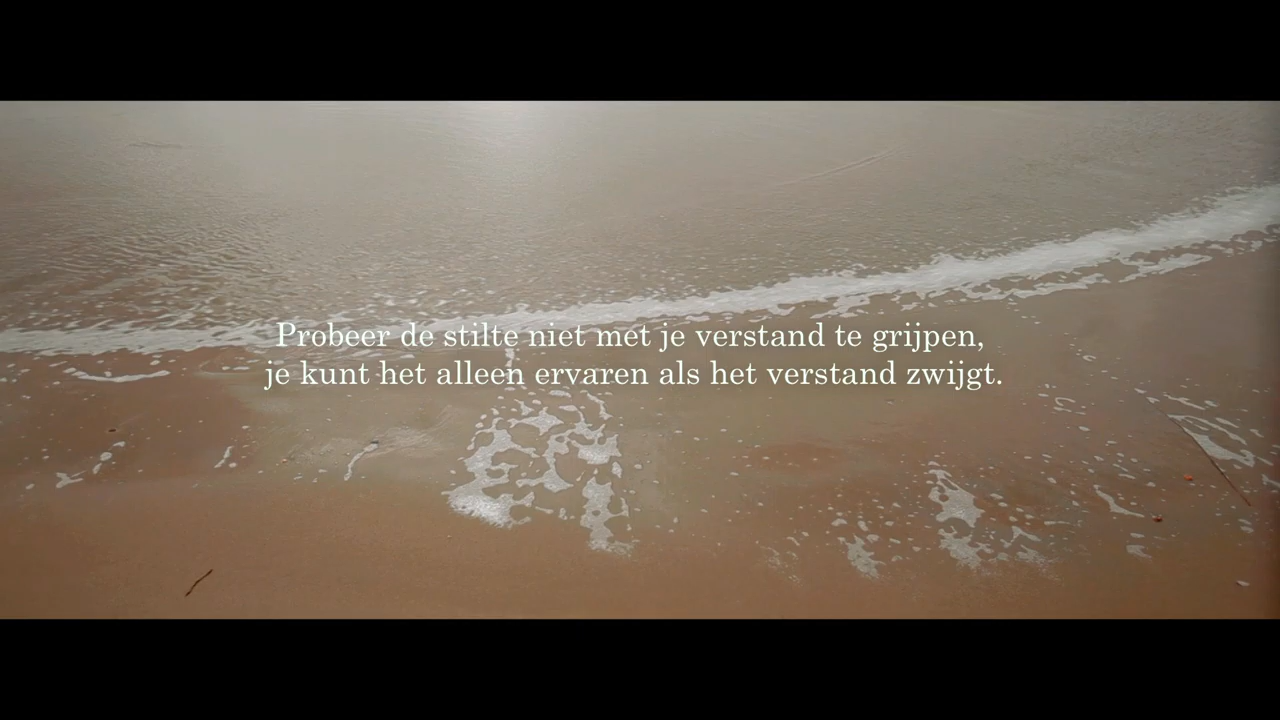 Probeer de stilte niet met je verstand te grijpen,
je kunt het alleen ervaren als het verstand zwijgt.